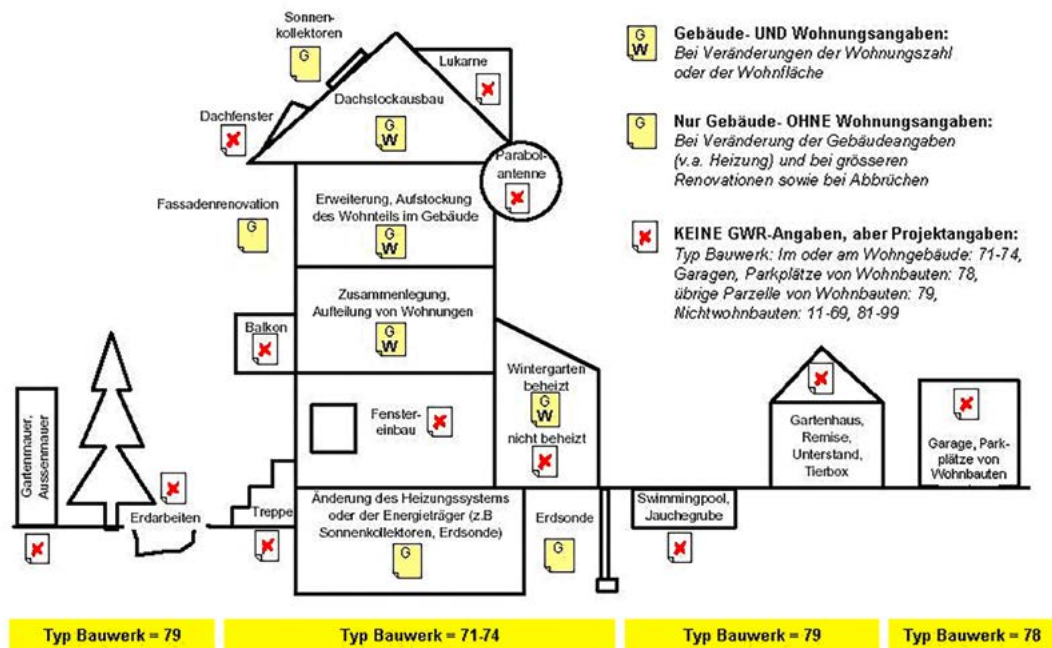 Sonnen-
kollektoren
G
Lukarne
Dachstockausbau
G
W
Dachfenster
Parabol-
antenne
Fassadenrenovation
G
Erweiterung, Aufstockung
des Wohnteils im Gebäude
G
W
Zusammenlegung,
Aufteilung von Wohnungen
G
W
Balkon
Wintergarten
beheizt
G
W
nicht beheizt
Fenster-
einbau
Gartenmauer,
Aussenmauer
Erdarbeiten
Treppe
Änderung des Heizungssystems
oder der Energieträger (z.B
Sonnenkollektoren, Erdsonde)
G
Erdsonde
G
Swimmingpool,
Jauchegrube
Gartenhaus,
Remise,
Unterstand,
Tierbox
Garage, Park-
plätze von
Wohnbauten
G
W
Gebäude- UND Wohnungsangaben:
Bei Veränderungen der Wohnungszahl
oder der Wohnfläche
G
Nur Gebäude- OHNE Wohnungsangaben:
Bei Veränderung der Gebäudeangaben
(v.a. Heizung) und bei grösseren
Renovationen sowie bei Abbrüchen
KEINE GWR-Angaben, aber Projektangaben:
Typ Bauwerk: Im oder am Wohngebäude: 71-74,
Garagen, Parkplätze von Wohnbauten: 78,
übrige Parzelle von Wohnbauten: 79,
Nichtwohnbauten: 11-69, 81-99
Typ Bauwerk = 79
Typ Bauwerk = 71-74
Typ Bauwerk = 79
Typ Bauwerk = 78